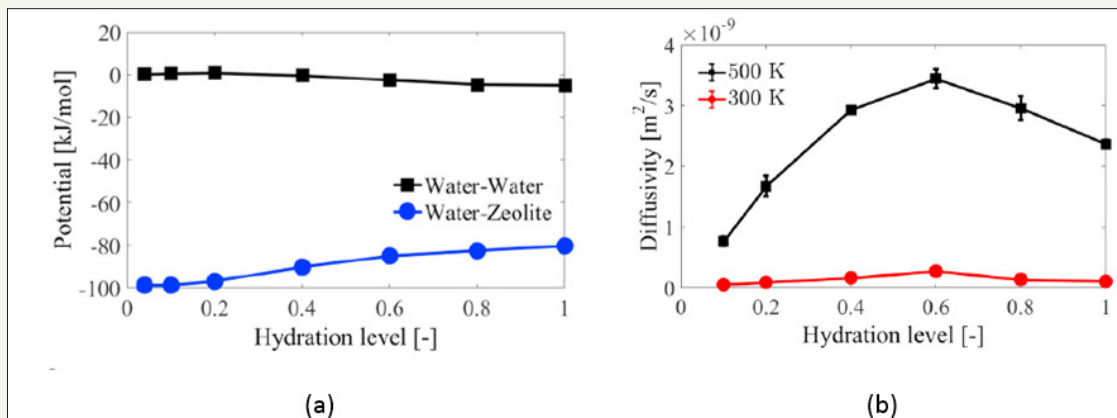 20
0
-20
-40
-60
-80
-100
Potential [kJ/mol]
Water-Water
Water-Zeolite
0 0.2 0.4 0.6 0.8 1
Hydration level [-]
(a)
×10⁻⁹
4
3
2
1
0
Diffusivity [m²/s]
500 K
300 K
0.2 0.4 0.6 0.8 1
Hydration level [-]
(b)